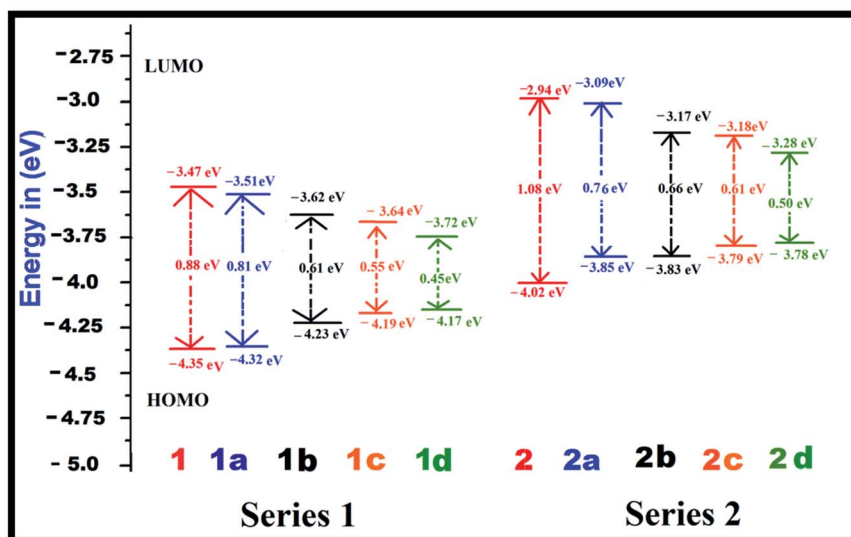 Energy in (eV)
−2.75
−3.0
−3.25
−3.5
−3.75
−4.0
−4.25
−4.5
−4.75
−5.0
LUMO
HOMO
−3.47 eV
0.88 eV
−4.35 eV
−3.51eV
0.81 eV
−4.32 eV
−3.62 eV
0.61 eV
−4.23 eV
−3.64 eV
0.55 eV
−4.19 eV
−3.72 eV
0.45eV
−4.17 eV
−2.94 eV
1.08 eV
−4.02 eV
−3.09eV
0.76 eV
−3.85 eV
−3.17 eV
0.66 eV
−3.83 eV
−3.18eV
0.61 eV
−3.79 eV
−3.28 eV
0.50 eV
−3.78 eV
1 1a 1b 1c 1d 2 2a 2b 2c 2d
Series 1 Series 2